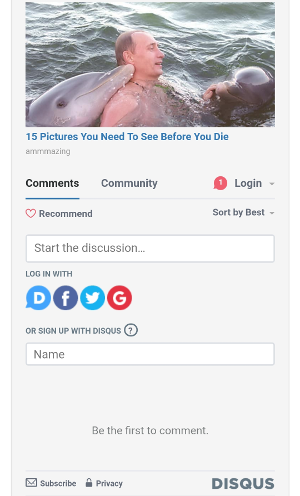 15 Pictures You Need To See Before You Die
ammmazing
Comments Community 1 Login
Recommend Sort by Best
Start the discussion…
LOG IN WITH
D f G
OR SIGN UP WITH DISQUS ?
Name
Be the first to comment.
Subscribe Privacy DISQUS